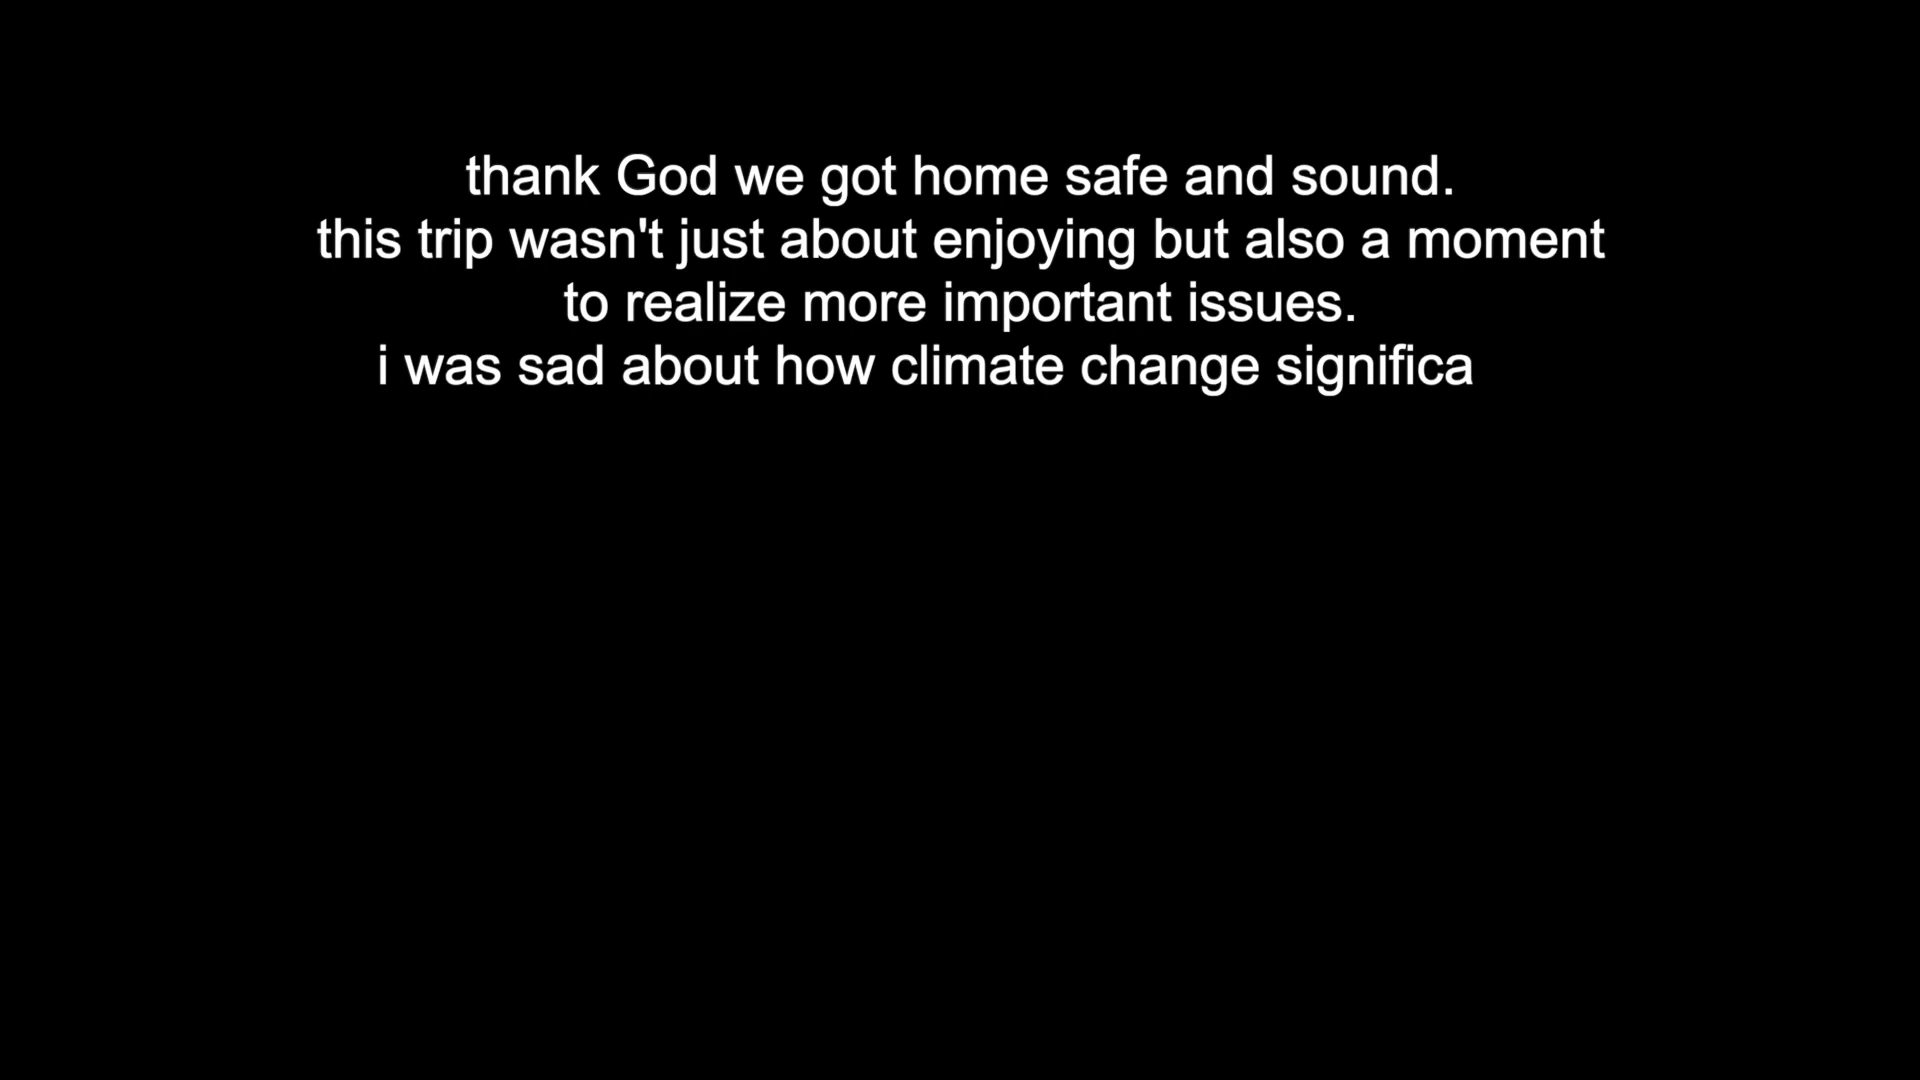 thank God we got home safe and sound.
this trip wasn't just about enjoying but also a moment
to realize more important issues.
i was sad about how climate change significa